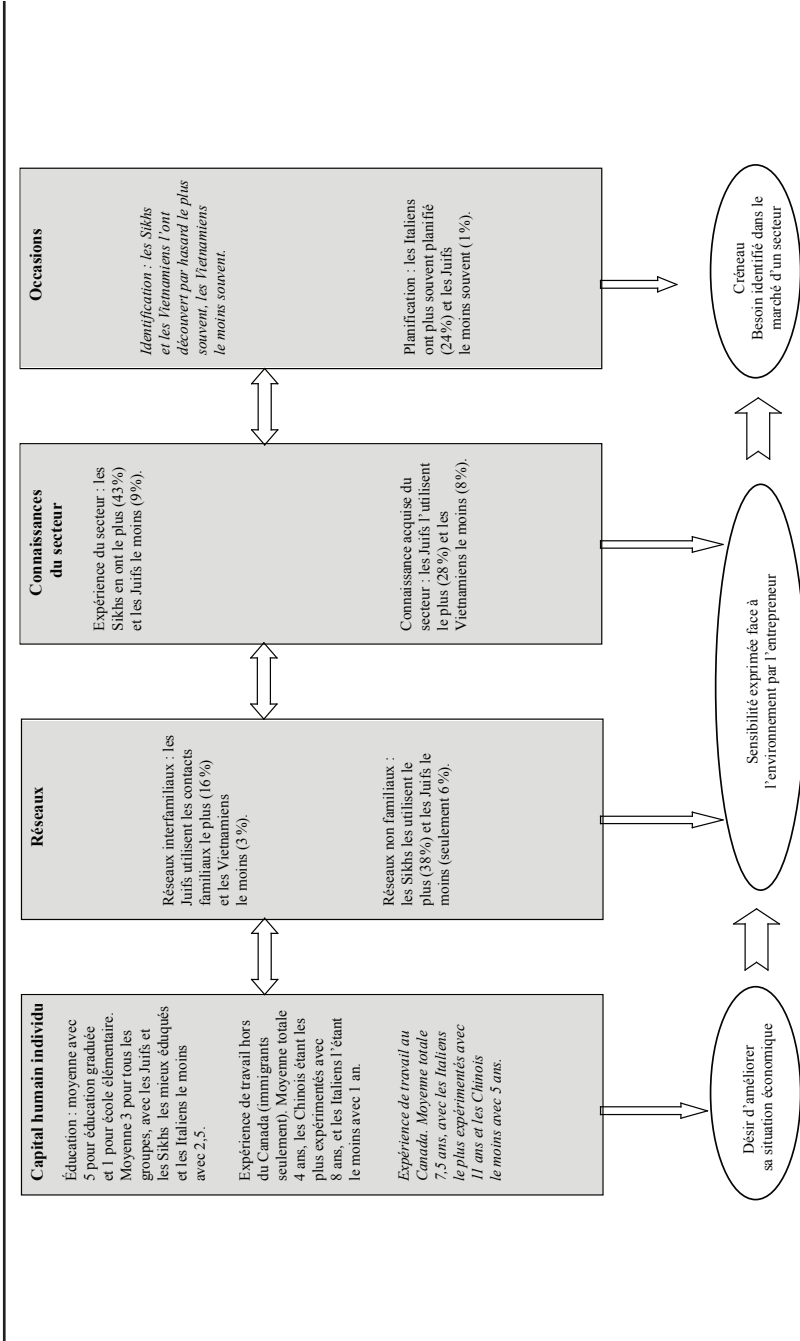 Capital humain individu
Éducation : moyenne avec
5 pour éducation graduée
et 1 pour école élémentaire.
Moyenne 3 pour tous les
groupes, avec les Juifs et
les Sikhs les mieux éduqués
et les Italiens le moins
avec 2,5.
Expérience de travail hors
du Canada (immigrants
seulement). Moyenne totale
4 ans, les Chinois étant les
plus expérimentés avec
8 ans, et les Italiens l'étant
le moins avec 1 an.
Expérience de travail au
Canada. Moyenne totale
7,5 ans, avec les Italiens
le plus expérimentés avec
11 ans et les Chinois
le moins avec 5 ans.
Réseaux
Réseaux interfamiliaux : les
Juifs utilisent les contacts
familiaux le plus (16 %)
et les Vietnamiens
le moins (3 %).
Réseaux non familiaux :
les Sikhs les utilisent le
plus (38%) et les Juifs le
moins (seulement 6 %).
Connaissances
du secteur
Expérience du secteur : les
Sikhs en ont le plus (43 %)
et les Juifs le moins (9%).
Connaissance acquise du
secteur : les Juifs l'utilisent
le plus (28 %) et les
Vietnamiens le moins (8%).
Occasions
Identification : les Sikhs
et les Vietnamiens l'ont
découvert par hasard le plus
souvent, les Vietnamiens
le moins souvent.
Planification : les Italiens
ont plus souvent planifié
(24 %) et les Juifs
le moins souvent (1 %).
Désir d'améliorer
sa situation économique
Sensibilité exprimée face à
l'environnement par l'entrepreneur
Créneau
Besoin identifié dans le
marché d'un secteur